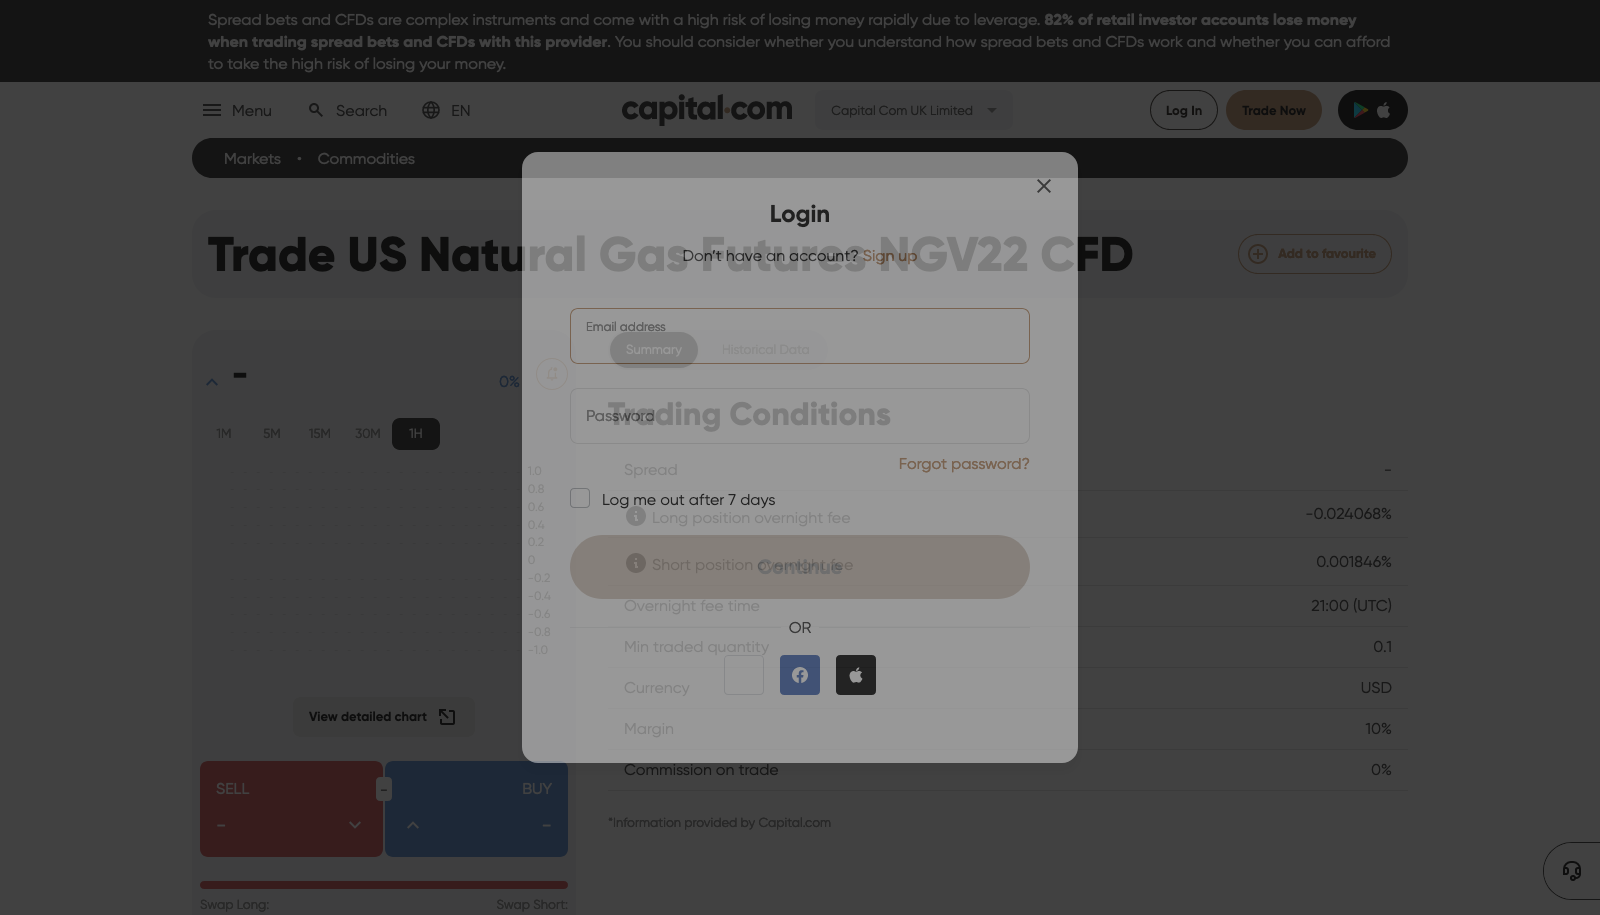 Spread bets and CFDs are complex instruments and come with a high risk of losing money rapidly due to leverage. 82% of retail investor accounts lose money
when trading spread bets and CFDs with this provider. You should consider whether you understand how spread bets and CFDs work and whether you can afford
to take the high risk of losing your money.
Menu
Search
EN
capital.com
Capital Com UK Limited
Log In
Trade Now
Markets • Commodities
Trade US Natural Gas Futures NGV22 CFD
Add to favourite
Login
Don't have an account? Sign up
Email address
Password
Forgot password?
Log me out after 7 days
Continue
OR
-
0%
1M 5M 15M 30M 1H
1.0
0.8
0.6
0.4
0.2
0
-0.2
-0.4
-0.6
-0.8
-1.0
View detailed chart
SELL
-
-
BUY
-
Swap Long:
Swap Short:
Summary
Historical Data
Trading Conditions
Spread -
Long position overnight fee -0.024068%
Short position overnight fee 0.001846%
Overnight fee time 21:00 (UTC)
Min traded quantity 0.1
Currency USD
Margin 10%
Commission on trade 0%
*Information provided by Capital.com